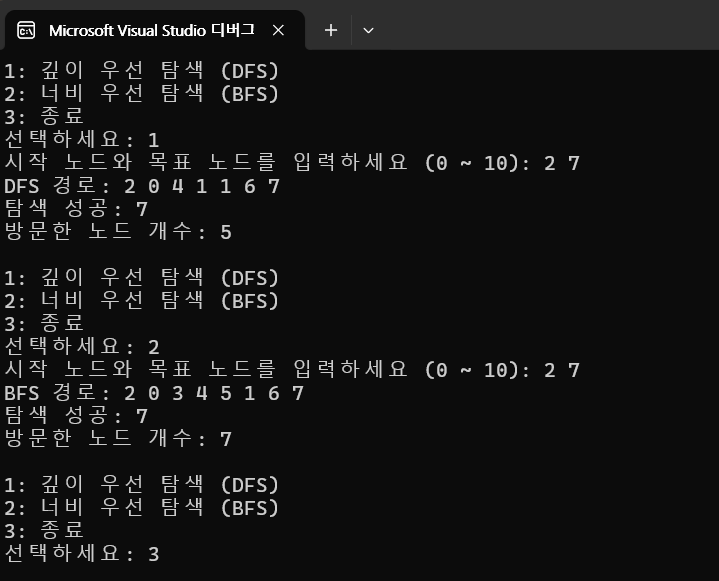 Microsoft Visual Studio 디버그
1: 깊이 우선 탐색 (DFS)
2: 너비 우선 탐색 (BFS)
3: 종료
선택하세요: 1
시작 노드와 목표 노드를 입력하세요 (0 ~ 10): 2 7
DFS 경로: 2 0 4 1 1 6 7
탐색 성공: 7
방문한 노드 개수: 5
1: 깊이 우선 탐색 (DFS)
2: 너비 우선 탐색 (BFS)
3: 종료
선택하세요: 2
시작 노드와 목표 노드를 입력하세요 (0 ~ 10): 2 7
BFS 경로: 2 0 3 4 5 1 6 7
탐색 성공: 7
방문한 노드 개수: 7
1: 깊이 우선 탐색 (DFS)
2: 너비 우선 탐색 (BFS)
3: 종료
선택하세요: 3